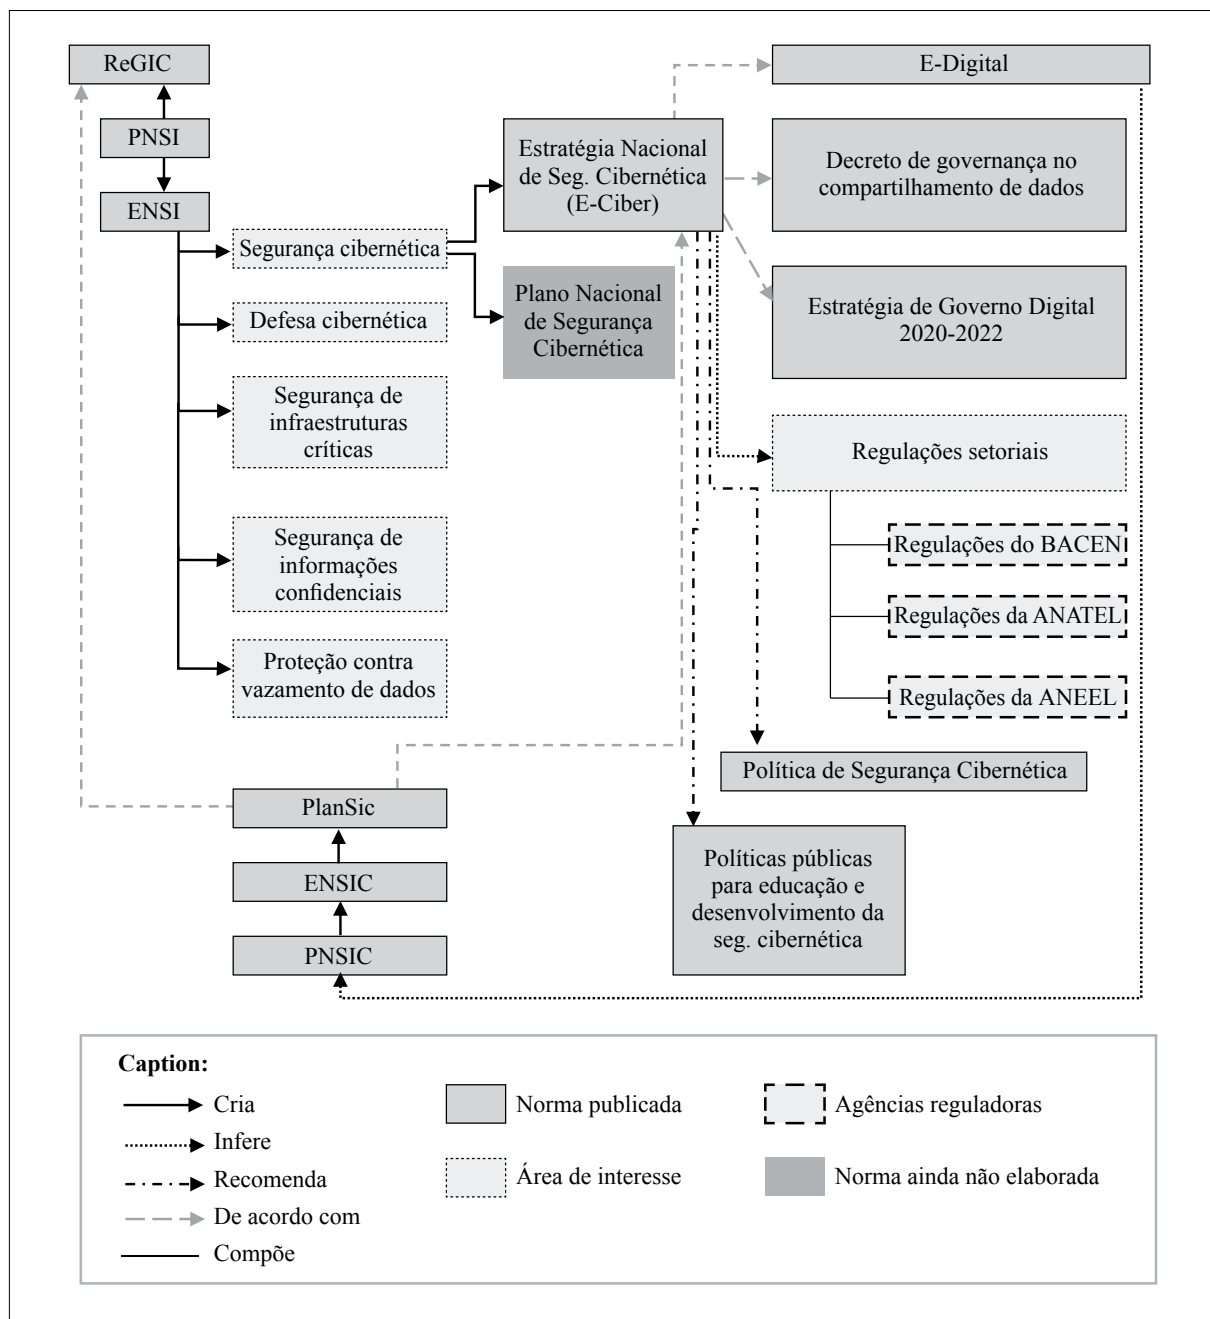 ReGIC
PNSI
ENSI
Segurança cibernética
Defesa cibernética
Segurança de
infraestruturas
críticas
Segurança de
informações
confidenciais
Proteção contra
vazamento de dados
PlanSic
ENSIC
PNSIC
Estratégia Nacional
de Seg. Cibernética
(E-Ciber)
Plano Nacional
de Segurança
Cibernética
E-Digital
Decreto de governança no
compartilhamento de dados
Estratégia de Governo Digital
2020-2022
Regulações setoriais
Regulações do BACEN
Regulações da ANATEL
Regulações da ANEEL
Política de Segurança Cibernética
Políticas públicas
para educação e
desenvolvimento da
seg. cibernética
Caption:
Cria
Infere
Recomenda
De acordo com
Compõe
Norma publicada
Área de interesse
Agências reguladoras
Norma ainda não elaborada